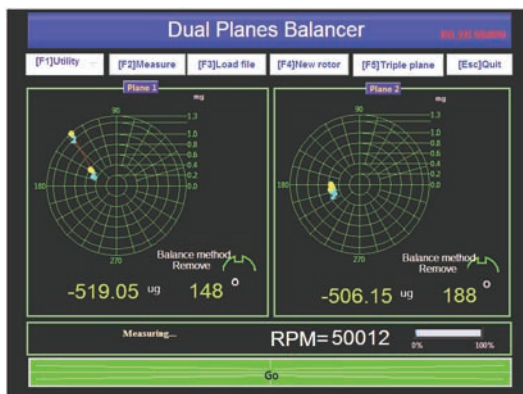 Dual Planes Balancer
[F1]Utility [F2]Measure [F3]Load file [F4]New rotor [F5]Triple plane [Esc]Quit
Plane 1
mg
90
1.3
1.0
0.8
0.6
0.4
0.2
0.0
180
270
Balance method
Remove
-519.05 ug 148 o
Plane 2
mg
90
1.3
1.0
0.8
0.6
0.4
0.2
0.0
180
270
Balance method
Remove
-506.15 ug 188 o
Measuring... RPM=50012 0% 100%
Go